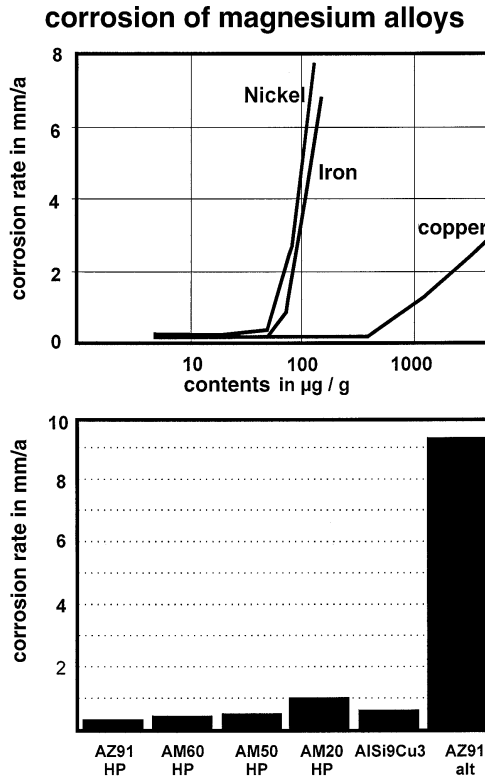 corrosion of magnesium alloys
8
6
4
2
0
corrosion rate in mm/a
Nickel
Iron
copper
10 100 1000
contents in µg / g
10
8
6
4
2
corrosion rate in mm/a
AZ91 AM60 AM50 AM20 AlSi9Cu3 AZ91
HP HP HP HP alt